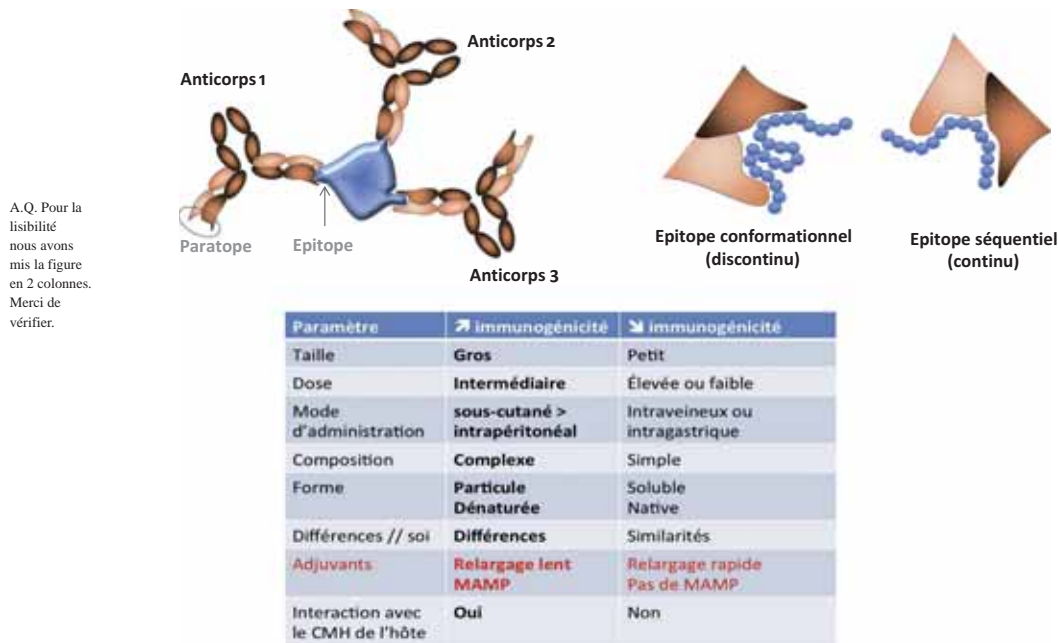 Anticorps 2
Anticorps 1
A.Q. Pour la
lisibilité
nous avons
mis la figure
en 2 colonnes.
Merci de
vérifier.
Paratope
Epitope
Anticorps 3
Epitope conformationnel
(discontinu)
Epitope séquentiel
(continu)
Paramètre ↗ immunogénicité ↘ immunogénicité
Taille Gros Petit
Dose Intermédiaire Élevée ou faible
Mode sous-cutané > Intraveineux ou
d'administration intrapéritonéal intragastrique
Composition Complexe Simple
Forme Particule Soluble
Dénaturée Native
Différences // soi Différences Similarités
Adjuvants Relargage lent Relargage rapide
MAMP Pas de MAMP
Interaction avec Oui Non
le CMH de l'hôte